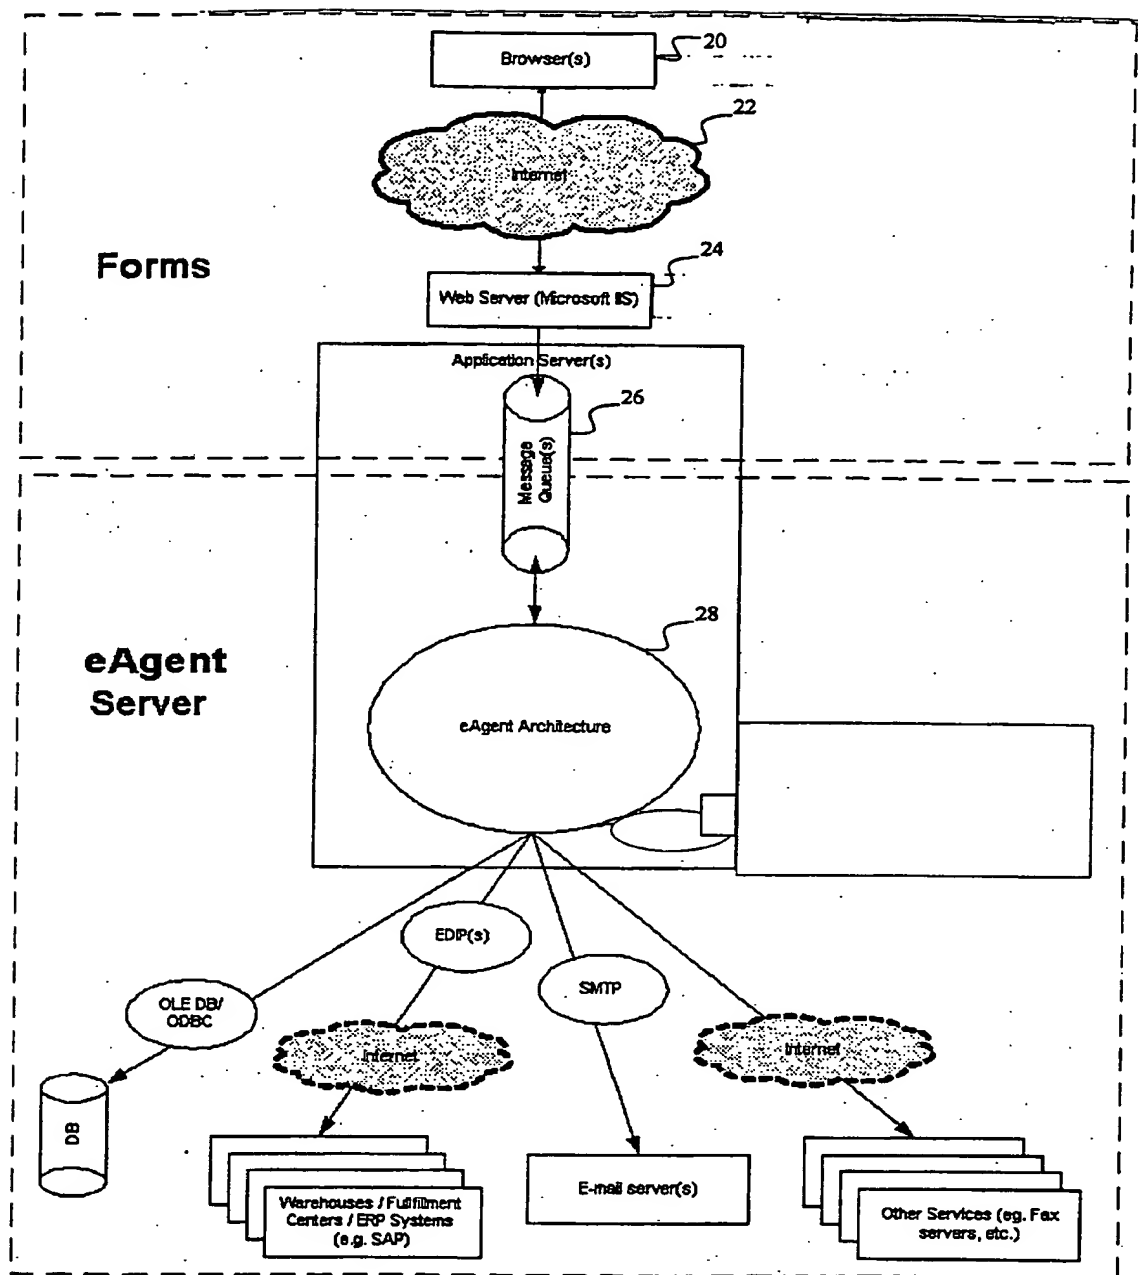 20
Browser(s)
22
Internet
Forms
24
Web Server (Microsoft IIS)
Application Server(s)
26
Message
Queue(s)
28
eAgent
Server
eAgent Architecture
EDIP(s)
SMTP
OLE DB/
ODBC
Internet
Internet
DB
Warehouses / Fulfillment
Centers / ERP Systems
(e.g. SAP)
E-mail server(s)
Other Services (eg. Fax
servers, etc.)